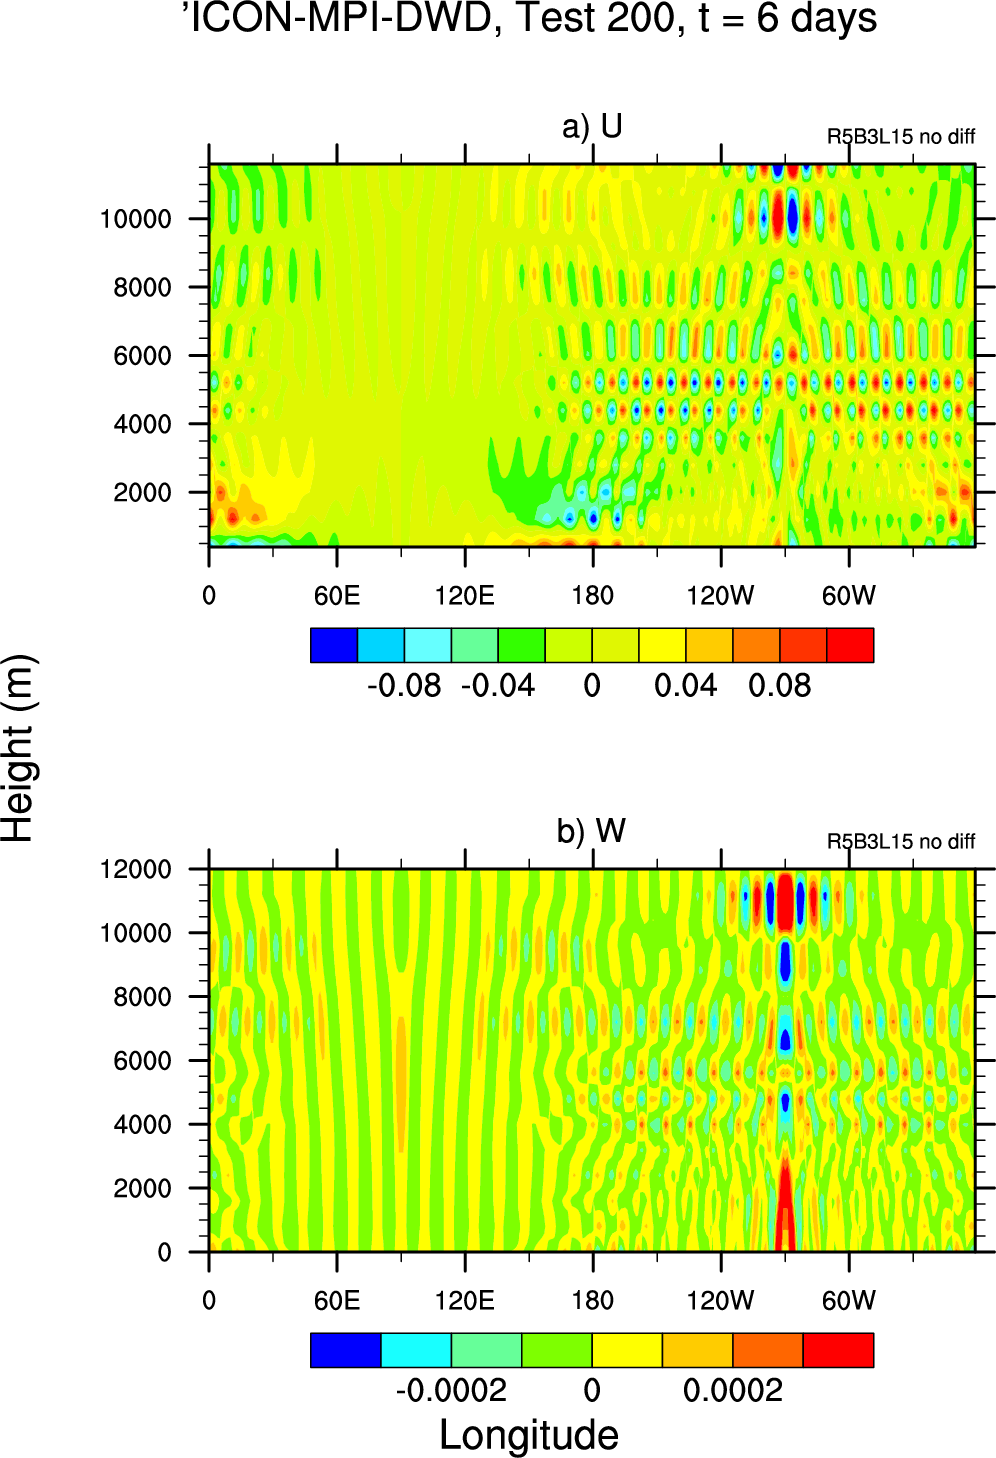 ’ICON-MPI-DWD, Test 200, t = 6 days
a) U
R5B3L15 no diff
10000
8000
6000
4000
2000
0 60E 120E 180 120W 60W
-0.08 -0.04 0 0.04 0.08
Height (m)
b) W
R5B3L15 no diff
12000
10000
8000
6000
4000
2000
0
0 60E 120E 180 120W 60W
-0.0002 0 0.0002
Longitude